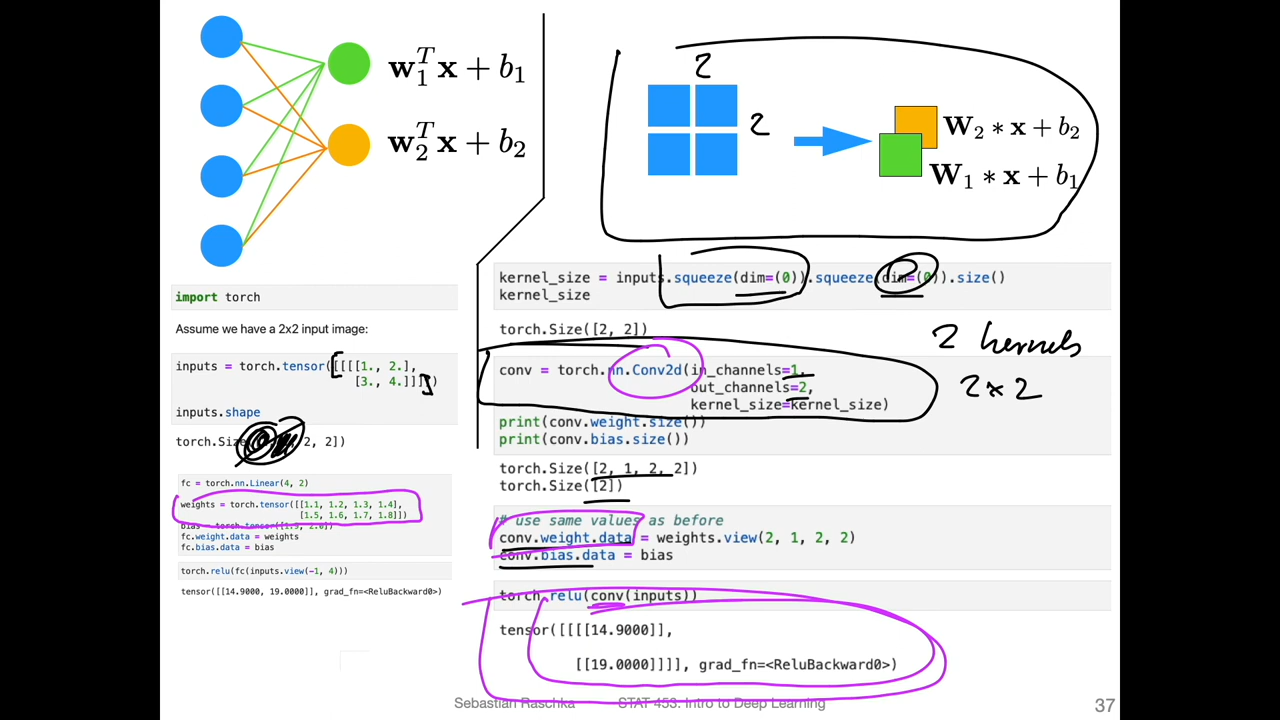 w₁ᵀx + b₁
w₂ᵀx + b₂
import torch
Assume we have a 2x2 input image:
inputs = torch.tensor([[[[1., 2.],
[3., 4.]]]])
inputs.shape
2, 2])
fc = torch.nn.Linear(4, 2)
weights = torch.tensor([[1.1, 1.2, 1.3, 1.4],
[1.5, 1.6, 1.7, 1.8]])
bias = torch.tensor([1.9, 2.0])
fc.weight.data = weights
fc.bias.data = bias
torch.relu(fc(inputs.view(-1, 4)))
tensor([[14.9000, 19.0000]], grad_fn=<ReluBackward0>)
2
2
W₂ ∗ x + b₂
W₁ ∗ x + b₁
kernel_size = inputs.squeeze(dim=(0)).squeeze(dim=(0)).size()
kernel_size
torch.Size([2, 2])
2 kernels
2 x 2
conv = torch.nn.Conv2d(in_channels=1,
out_channels=2,
kernel_size=kernel_size)
print(conv.weight.size())
print(conv.bias.size())
torch.Size([2, 1, 2, 2])
torch.Size([2])
# use same values as before
conv.weight.data = weights.view(2, 1, 2, 2)
conv.bias.data = bias
torch.relu(conv(inputs))
tensor([[[[14.9000]],
[[19.0000]]]], grad_fn=<ReluBackward0>)
Sebastian Raschka STAT 453: Intro to Deep Learning 37